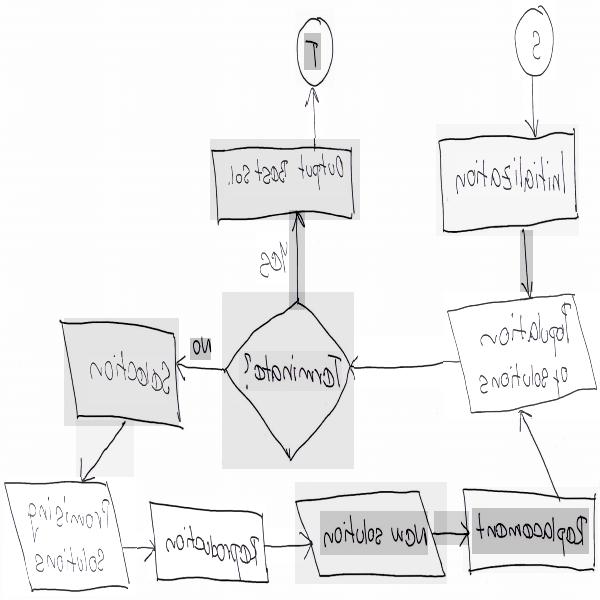 S
T
Initialization
Output Best Sol.
Yes
Population
of solutions
Terminate?
No
Selection
Promising
Solutions
Reproduction
New solution
Replacement